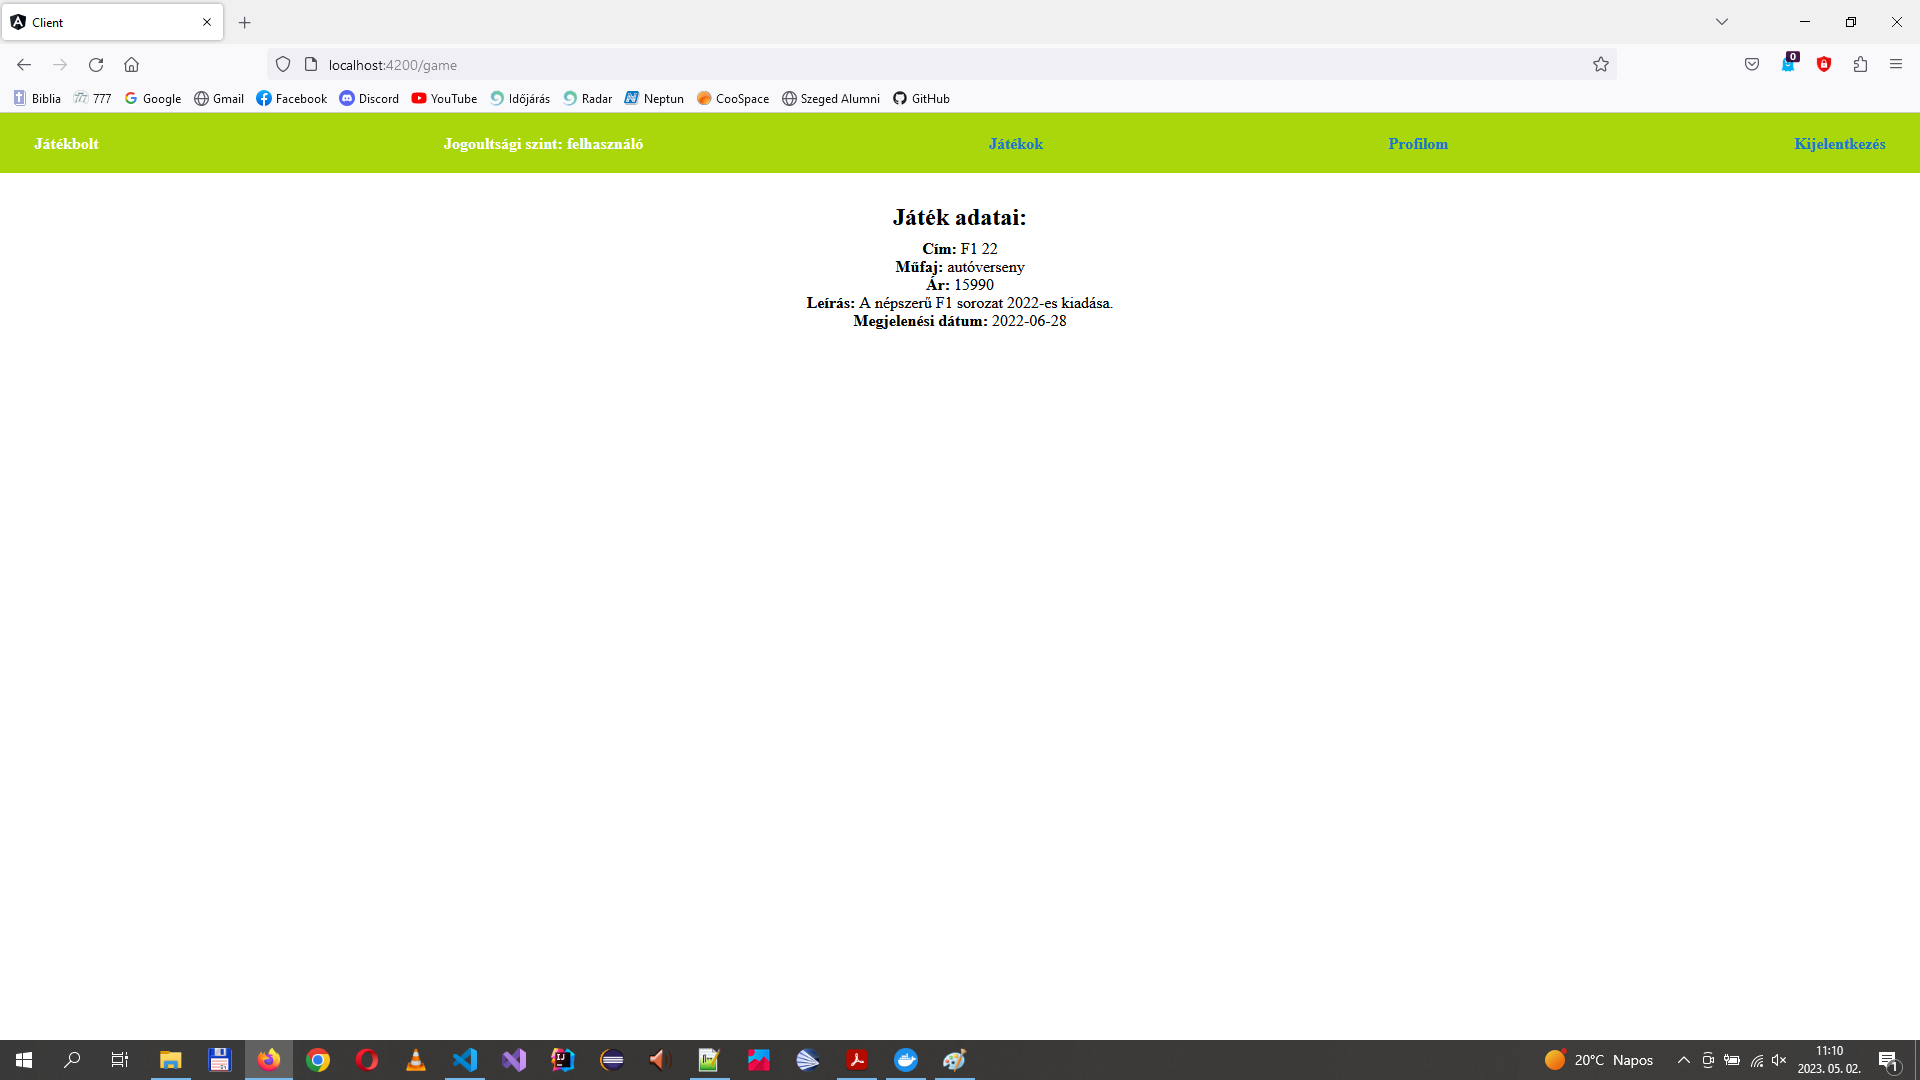 Client
localhost:4200/game
0
Biblia 777 Google Gmail Facebook Discord YouTube Időjárás Radar Neptun CooSpace Szeged Alumni GitHub
Játékbolt Jogoultsági szint: felhasználó Játékok Profilom Kijelentkezés
Játék adatai:
Cím: F1 22
Műfaj: autóverseny
Ár: 15990
Leírás: A népszerű F1 sorozat 2022-es kiadása.
Megjelenési dátum: 2022-06-28
20°C Napos
11:10
2023. 05. 02.
1